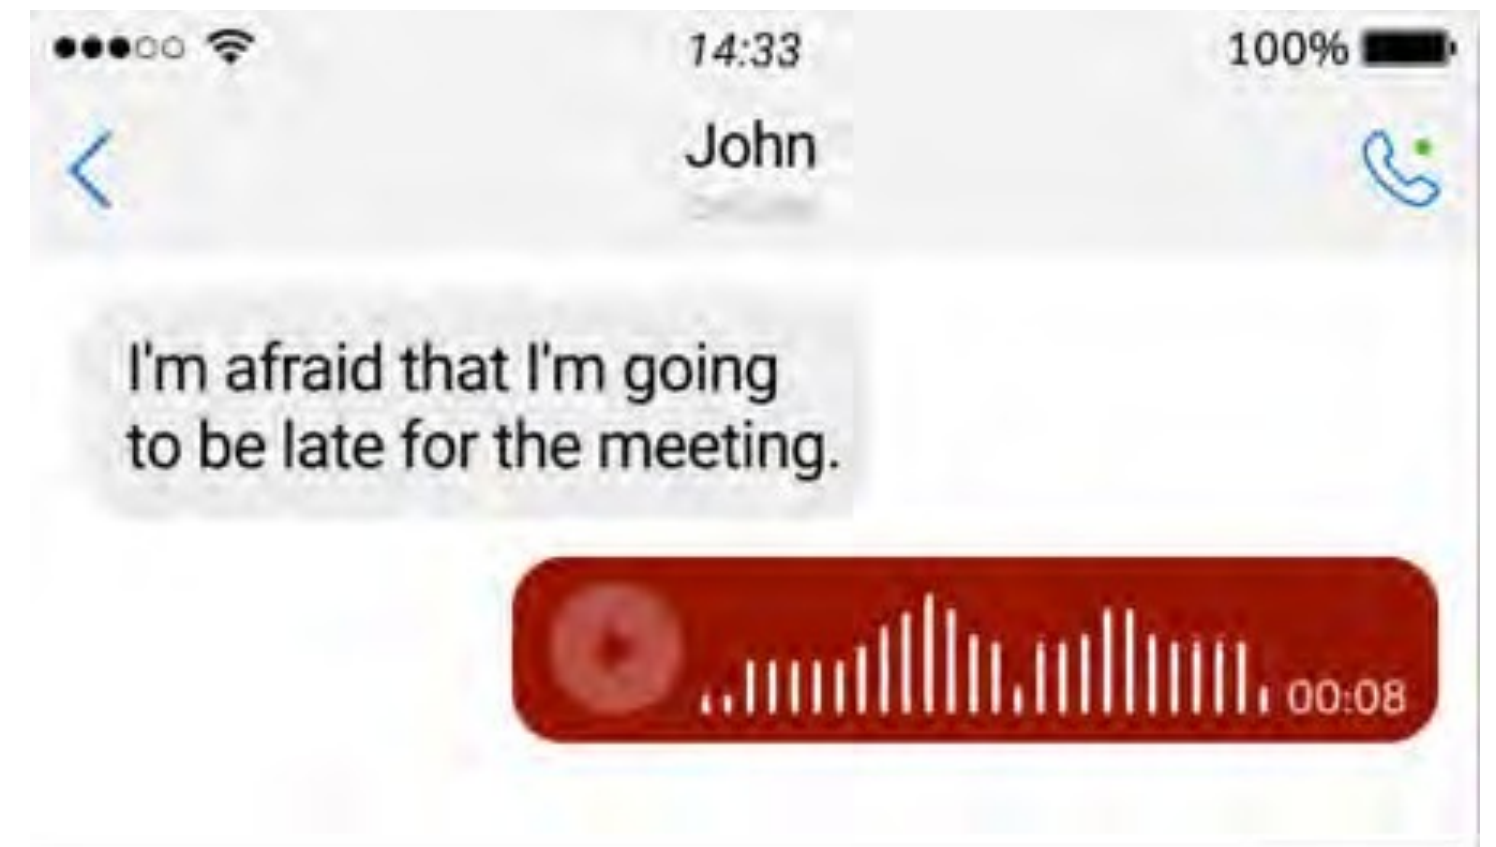 14:33
100%
John
I'm afraid that I'm going
to be late for the meeting.
00:08